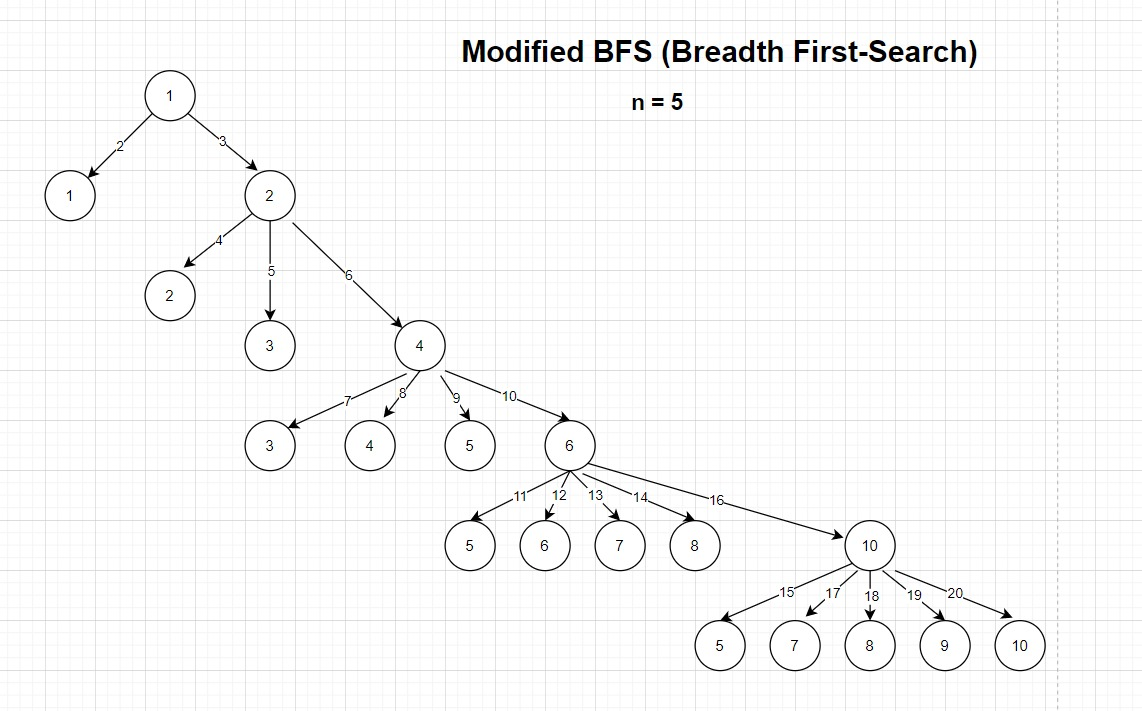 Modified BFS (Breadth First-Search)
n = 5
1
2 3
1 2
4 5 6
2
3 4
7 8 9 10
3 4 5 6
11 12 13 14 16
5 6 7 8 10
15 17 18 19 20
5 7 8 9 10